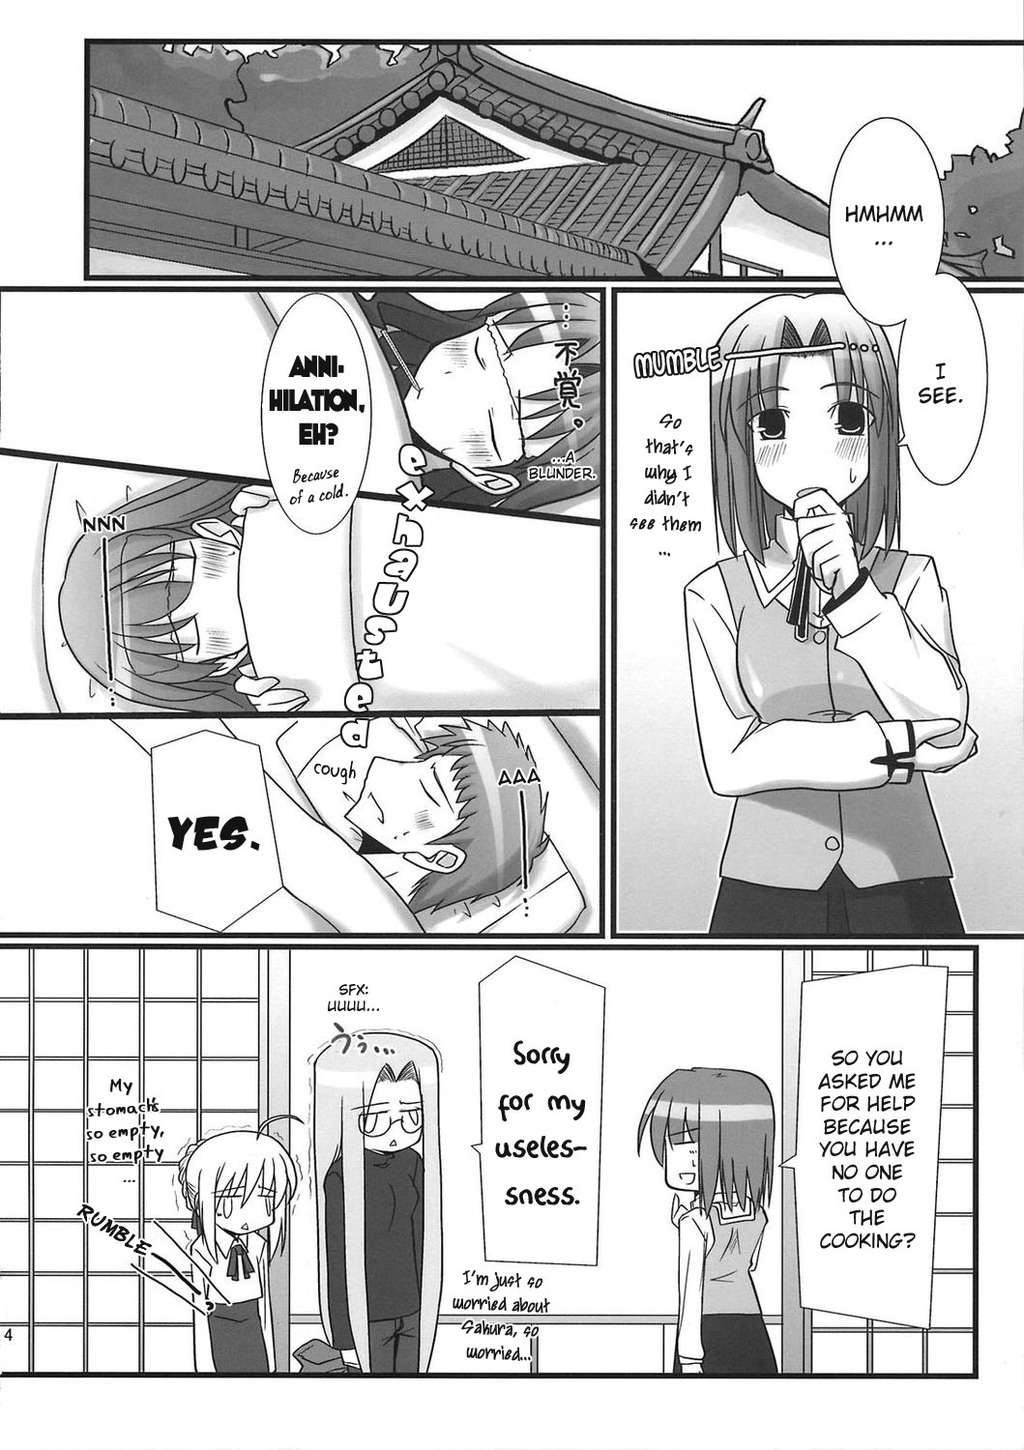 HMHMM
...
I
SEE.
MUMBLE
So
that's
why I
didn't
see them
...
…不覚。
...A
BLUNDER.
ANNI-
HILATION,
EH?
Because
of a cold.
exhausted
NNN
...
cough
AAA
...
YES.
SO YOU
ASKED ME
FOR HELP
BECAUSE
YOU HAVE
NO ONE
TO DO
THE
COOKING?
Sorry
for my
useles-
sness.
I'm just so
worried about
Sakura, so
worried...
SFX:
UUUU...
うぅ…
My
stomach's
so empty,
so empty
...
RUMBLE
4